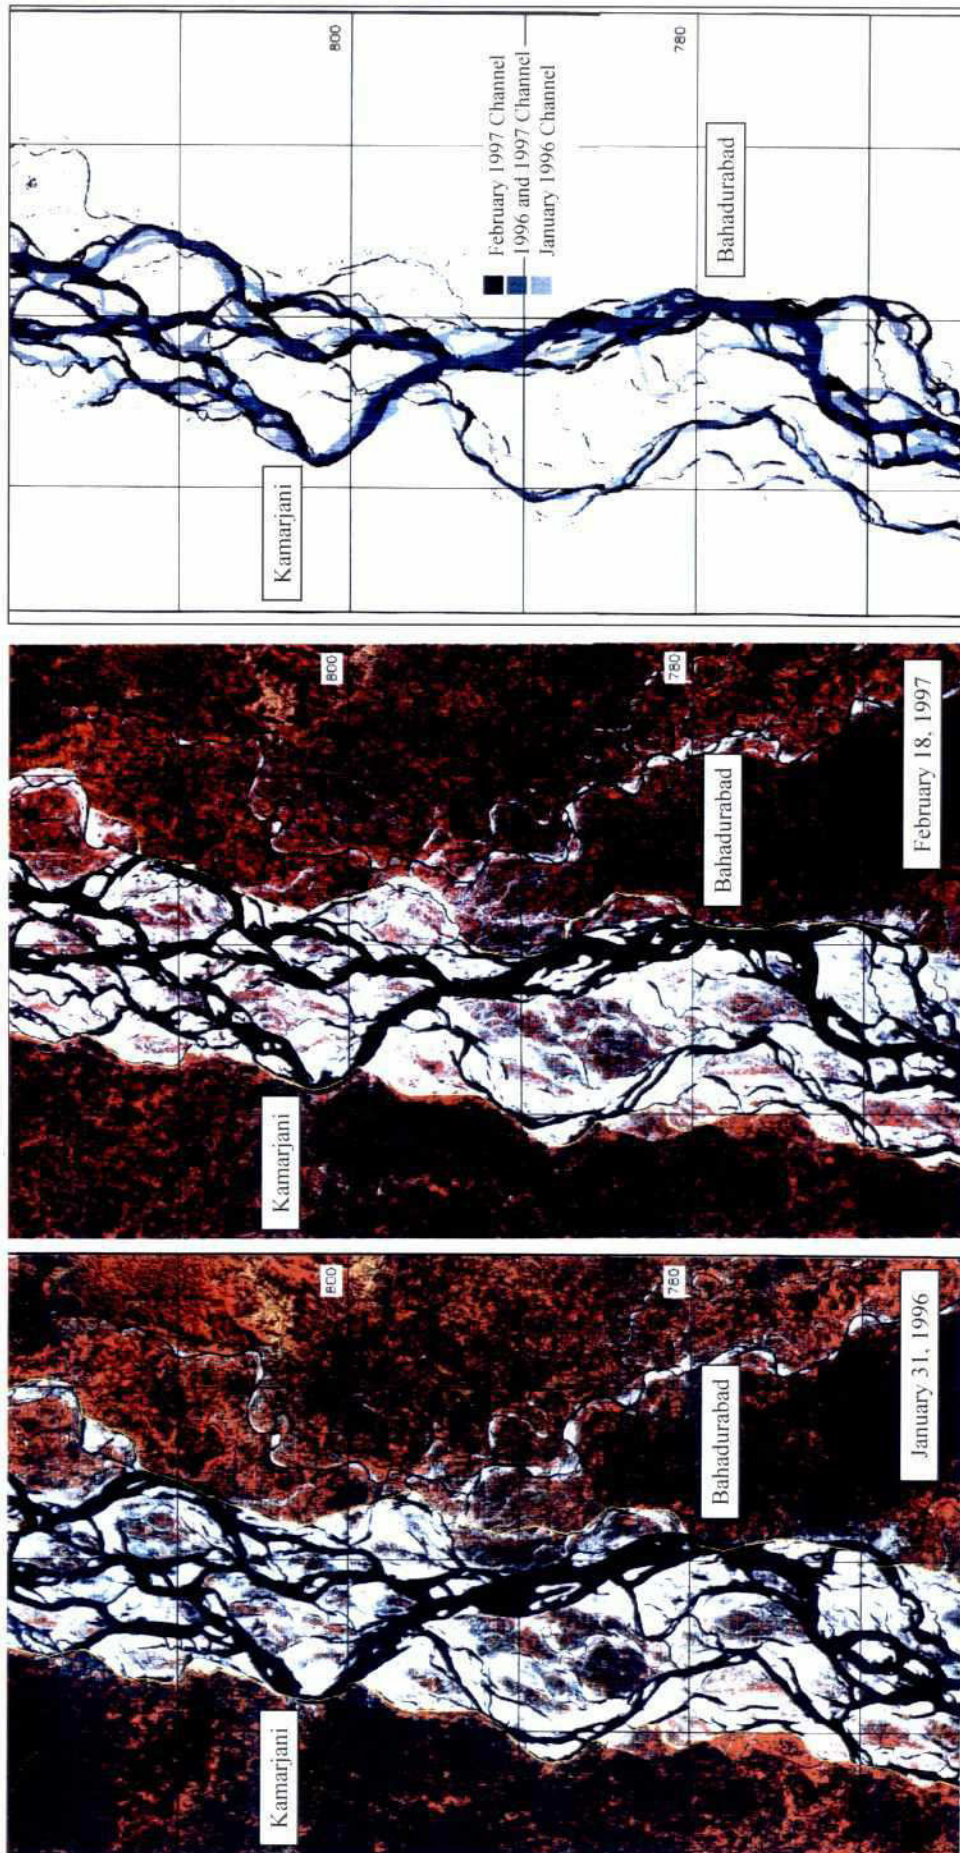 Kamarjani
800
780
Bahadurabad
January 31, 1996
Kamarjani
800
780
Bahadurabad
February 18, 1997
Kamarjani
800
780
February 1997 Channel
1996 and 1997 Channel
January 1996 Channel
Bahadurabad